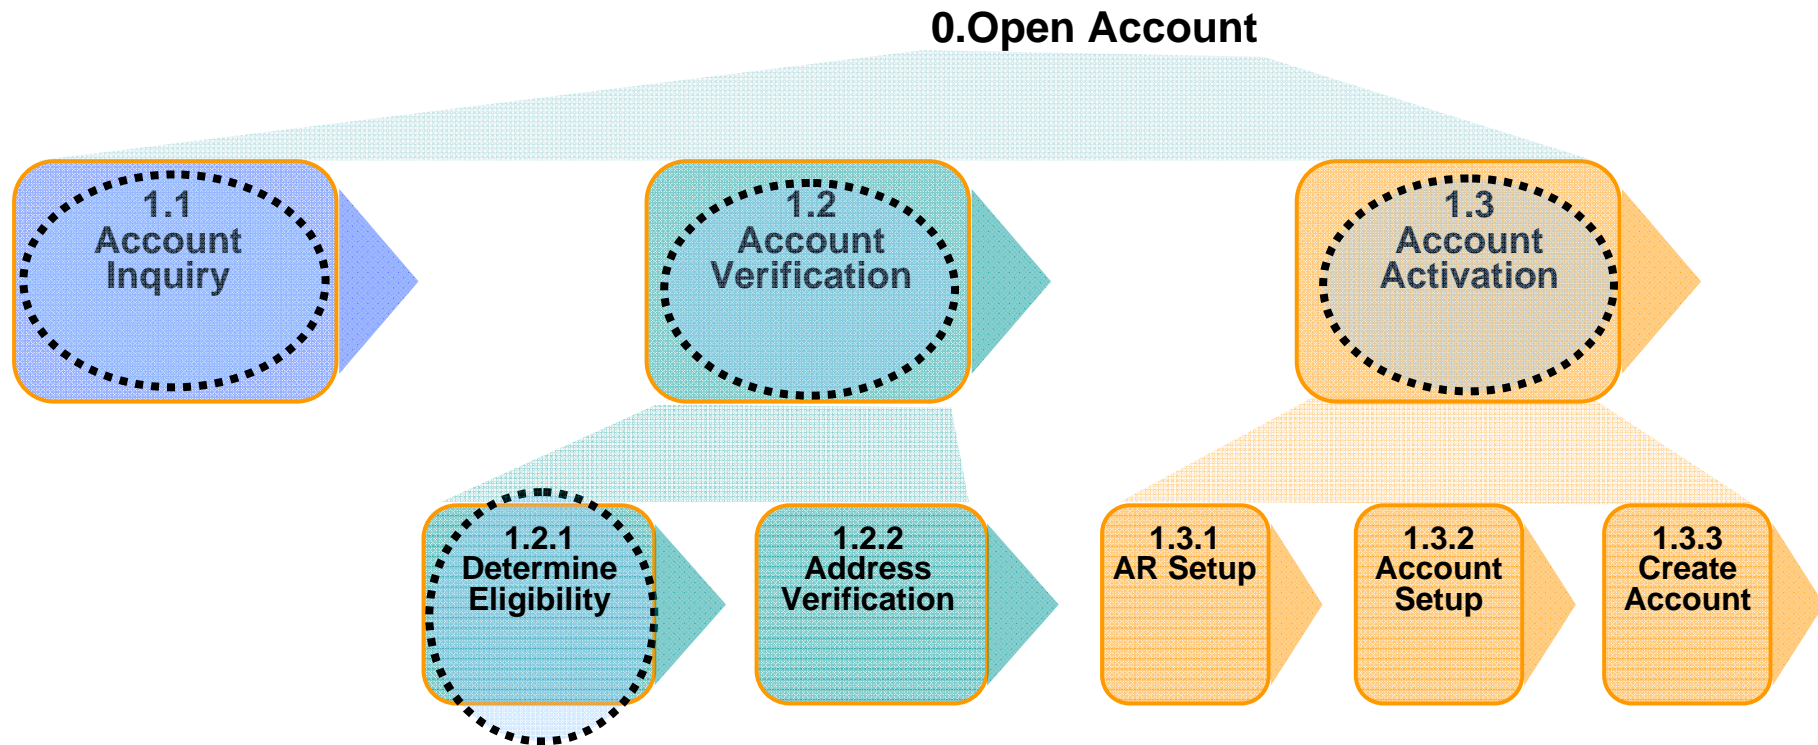 0.Open Account
1.1
Account
Inquiry
1.2
Account
Verification
1.3
Account
Activation
1.2.1
Determine
Eligibility
1.2.2
Address
Verification
1.3.1
AR Setup
1.3.2
Account
Setup
1.3.3
Create
Account